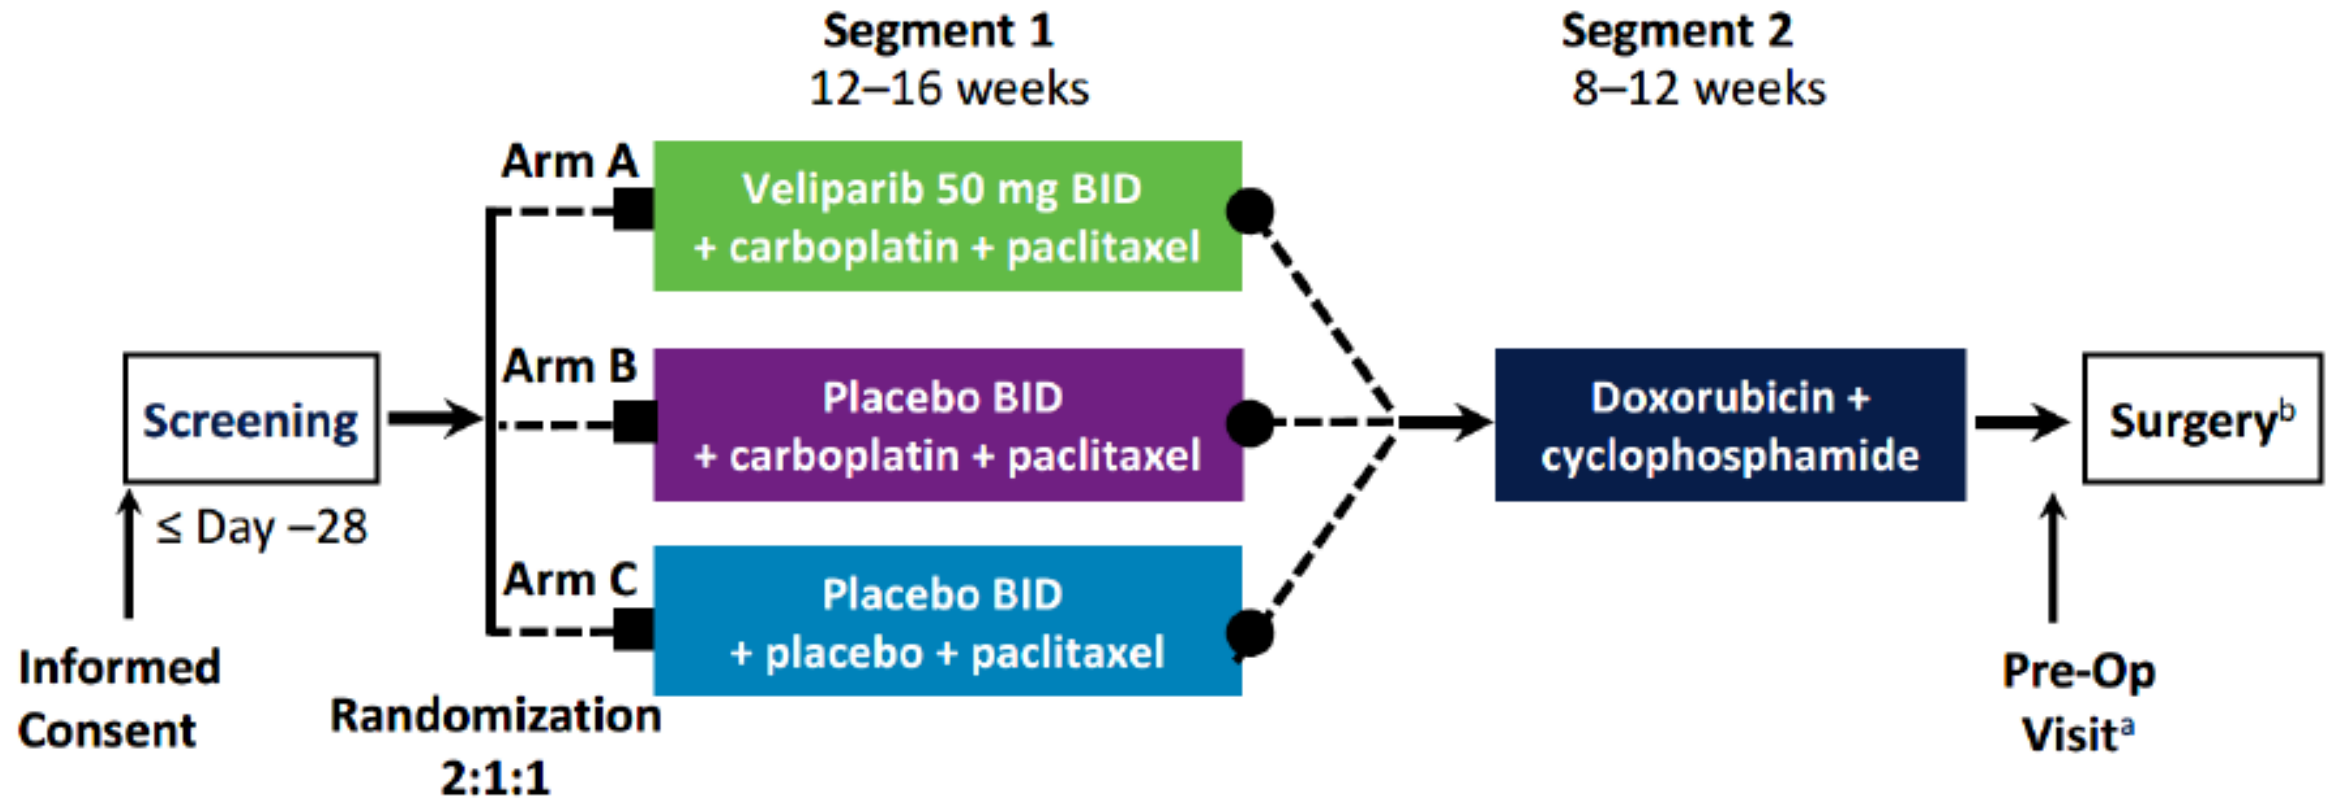 Segment 1
12–16 weeks
Segment 2
8–12 weeks
Arm A
Veliparib 50 mg BID
+ carboplatin + paclitaxel
Arm B
Placebo BID
+ carboplatin + paclitaxel
Arm C
Placebo BID
+ placebo + paclitaxel
Screening
≤ Day –28
Informed
Consent
Randomization
2:1:1
Doxorubicin +
cyclophosphamide
Surgeryᵇ
Pre-Op
Visitᵃ